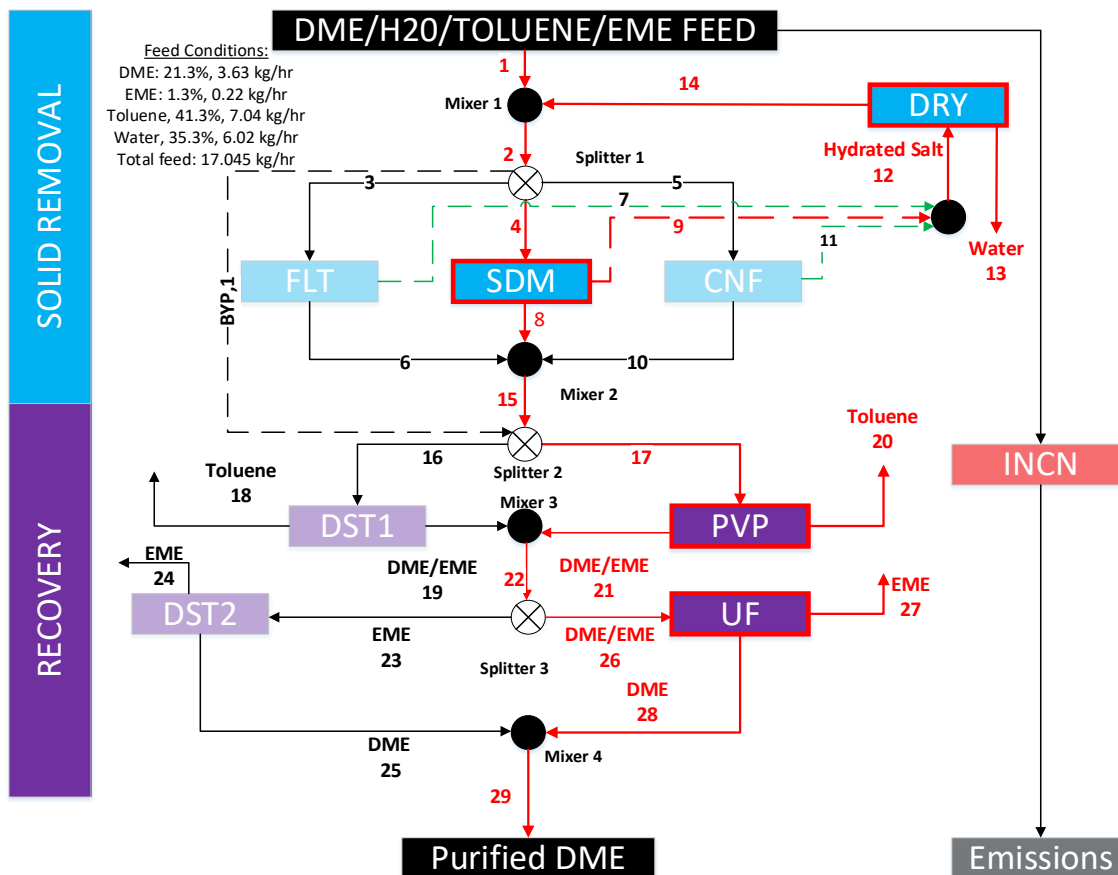 DME/H20/TOLUENE/EME FEED
Feed Conditions:
DME: 21.3%, 3.63 kg/hr
EME: 1.3%, 0.22 kg/hr
Toluene, 41.3%, 7.04 kg/hr
Water, 35.3%, 6.02 kg/hr
Total feed: 17.045 kg/hr
1
Mixer 1
14
DRY
2
Splitter 1
Hydrated Salt
12
3
5
7
4
9
11
Water
13
SOLID REMOVAL
BYP,1
FLT
SDM
CNF
8
6
10
Mixer 2
15
Toluene
20
16
17
Splitter 2
INCN
Toluene
18
Mixer 3
DST1
PVP
EME
24
DME/EME
19
22
DME/EME
21
EME
27
RECOVERY
DST2
UF
EME
23
DME/EME
26
Splitter 3
DME
28
DME
25
Mixer 4
29
Purified DME
Emissions